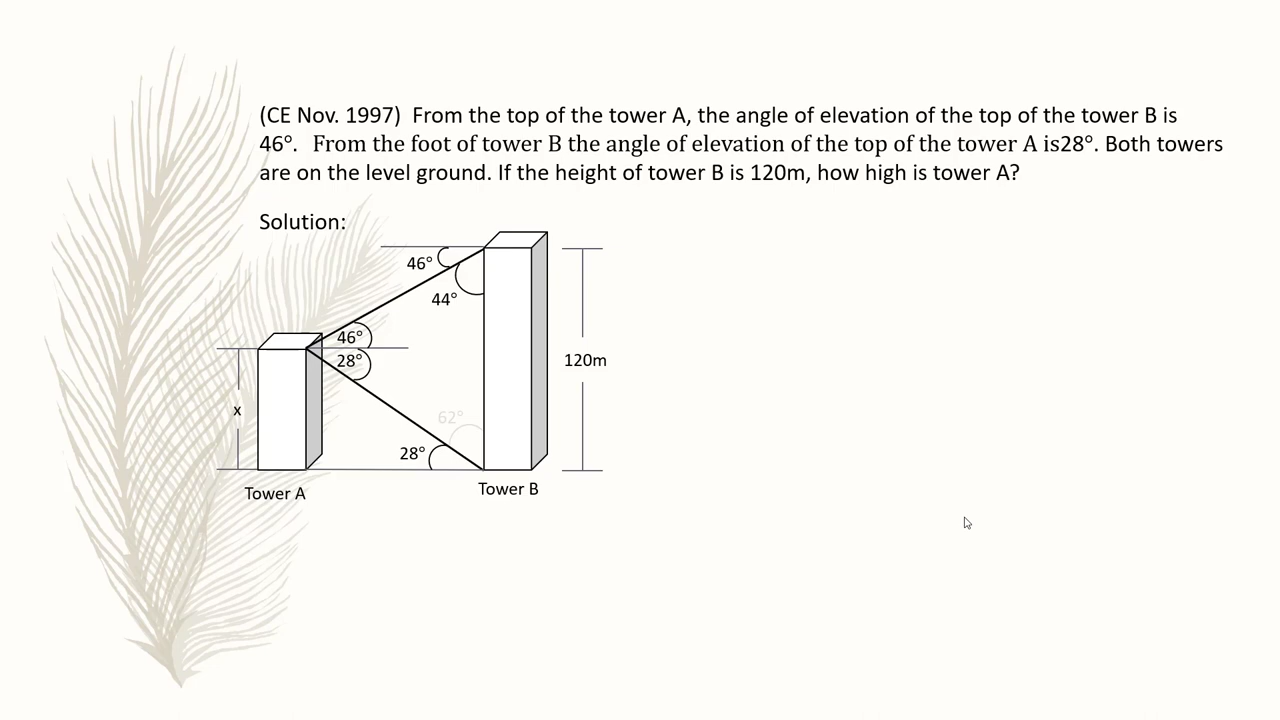 (CE Nov. 1997)  From the top of the tower A, the angle of elevation of the top of the tower B is
46°.  From the foot of tower B the angle of elevation of the top of the tower A is28°. Both towers
are on the level ground. If the height of tower B is 120m, how high is tower A?
Solution:
46°
44°
46°
28°
120m
x
62°
28°
Tower A
Tower B